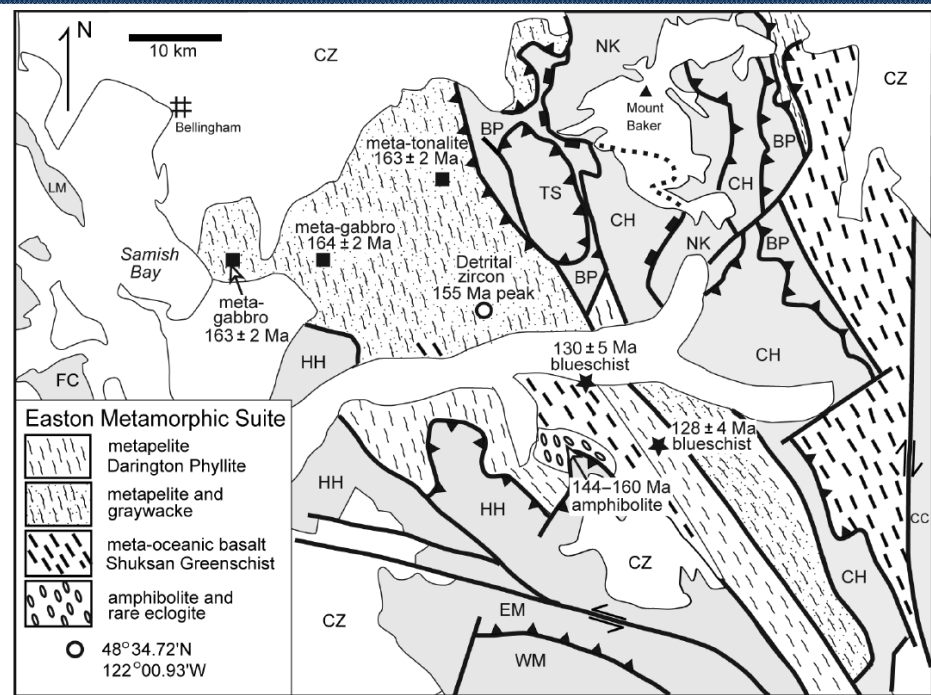 N
10 km
CZ
NK
CZ
Bellingham
Mount
Baker
BP
BP
meta-tonalite
163 ± 2 Ma
LM
TS
CH
CH
Samish
Bay
meta-gabbro
164 ± 2 Ma
NK
BP
Detrital
zircon
155 Ma peak
BP
meta-
gabbro
163 ± 2 Ma
HH
CH
130 ± 5 Ma
blueschist
FC
Easton Metamorphic Suite
metapelite
Darington Phyllite
metapelite and
graywacke
meta-oceanic basalt
Shuksan Greenschist
amphibolite and
rare eclogite
48°34.72'N
122°00.93'W
128 ± 4 Ma
blueschist
HH
HH
144–160 Ma
amphibolite
CC
CZ
CH
EM
CZ
WM